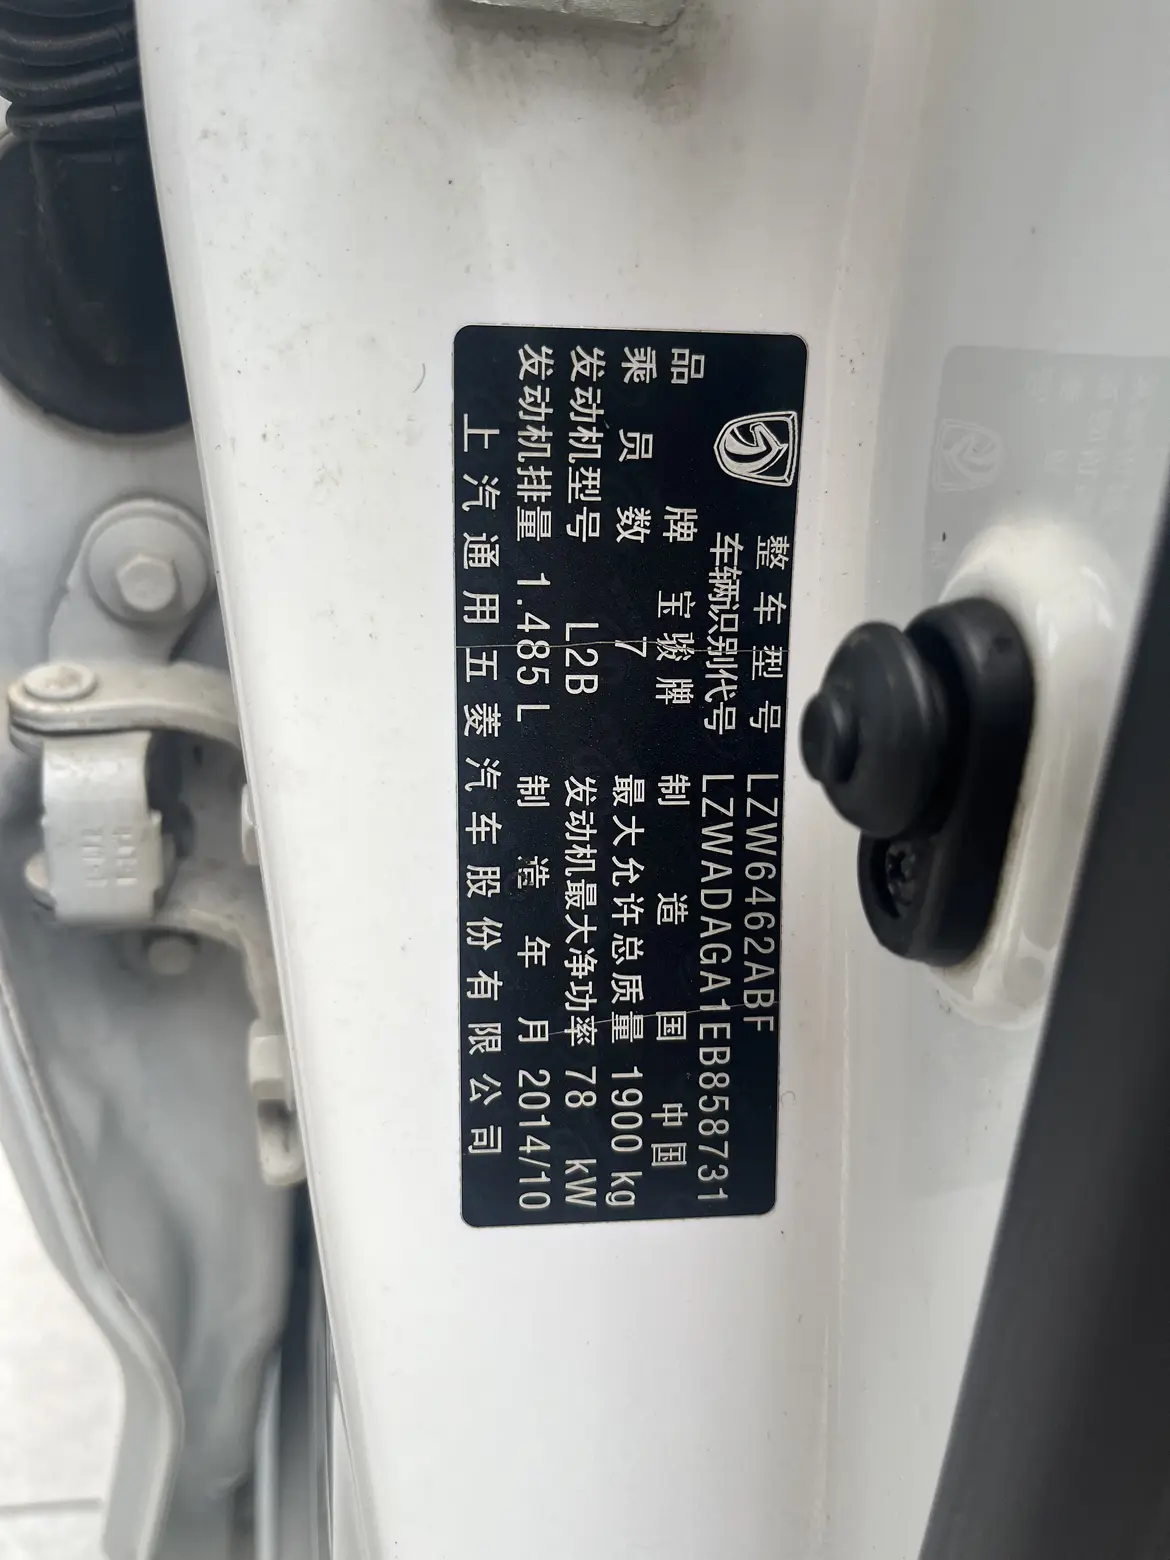 整车型号 LZW6462ABF
车辆识别代号 LZWADAGA1EB858731
品牌 宝骏牌 制造国 中国
乘员数 7 最大允许总质量 1900 kg
发动机型号 L2B 发动机最大净功率 78 kW
发动机排量 1.485L 制造年月 2014/10
上汽通用五菱汽车股份有限公司